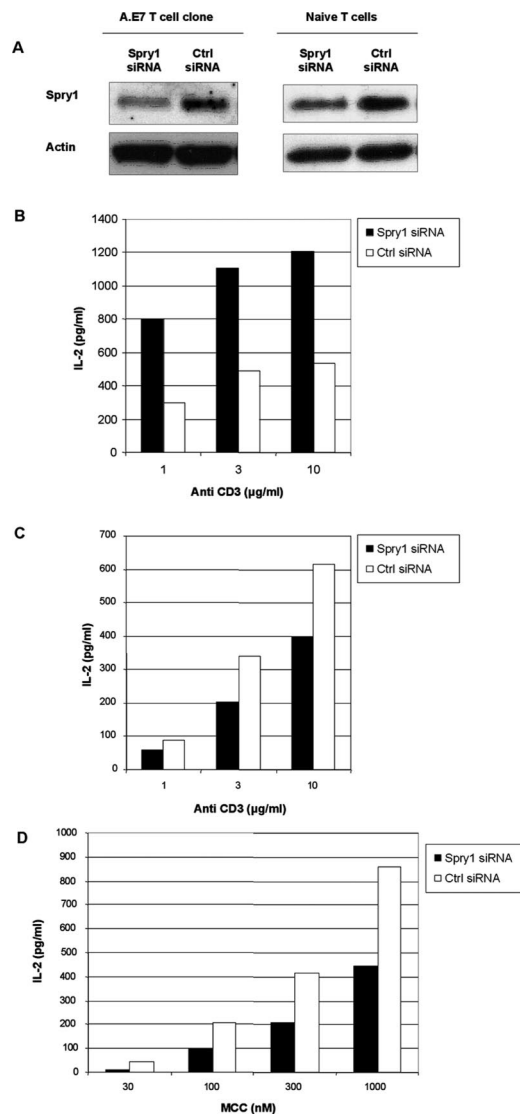 A.E7 T cell clone
Naive T cells
A
Spry1 siRNA
Ctrl siRNA
Spry1 siRNA
Ctrl siRNA
Spry1
Actin
B
1400
1200
1000
800
600
400
200
0
IL-2 (pg/ml)
1 3 10
Anti CD3 (µg/ml)
Spry1 siRNA
Ctrl siRNA
C
700
600
500
400
300
200
100
0
IL-2 (pg/ml)
1 3 10
Anti CD3 (µg/ml)
Spry1 siRNA
Ctrl siRNA
D
1000
900
800
700
600
500
400
300
200
100
0
IL-2 (pg/ml)
30 100 300 1000
MCC (nM)
Spry1 siRNA
Ctrl siRNA